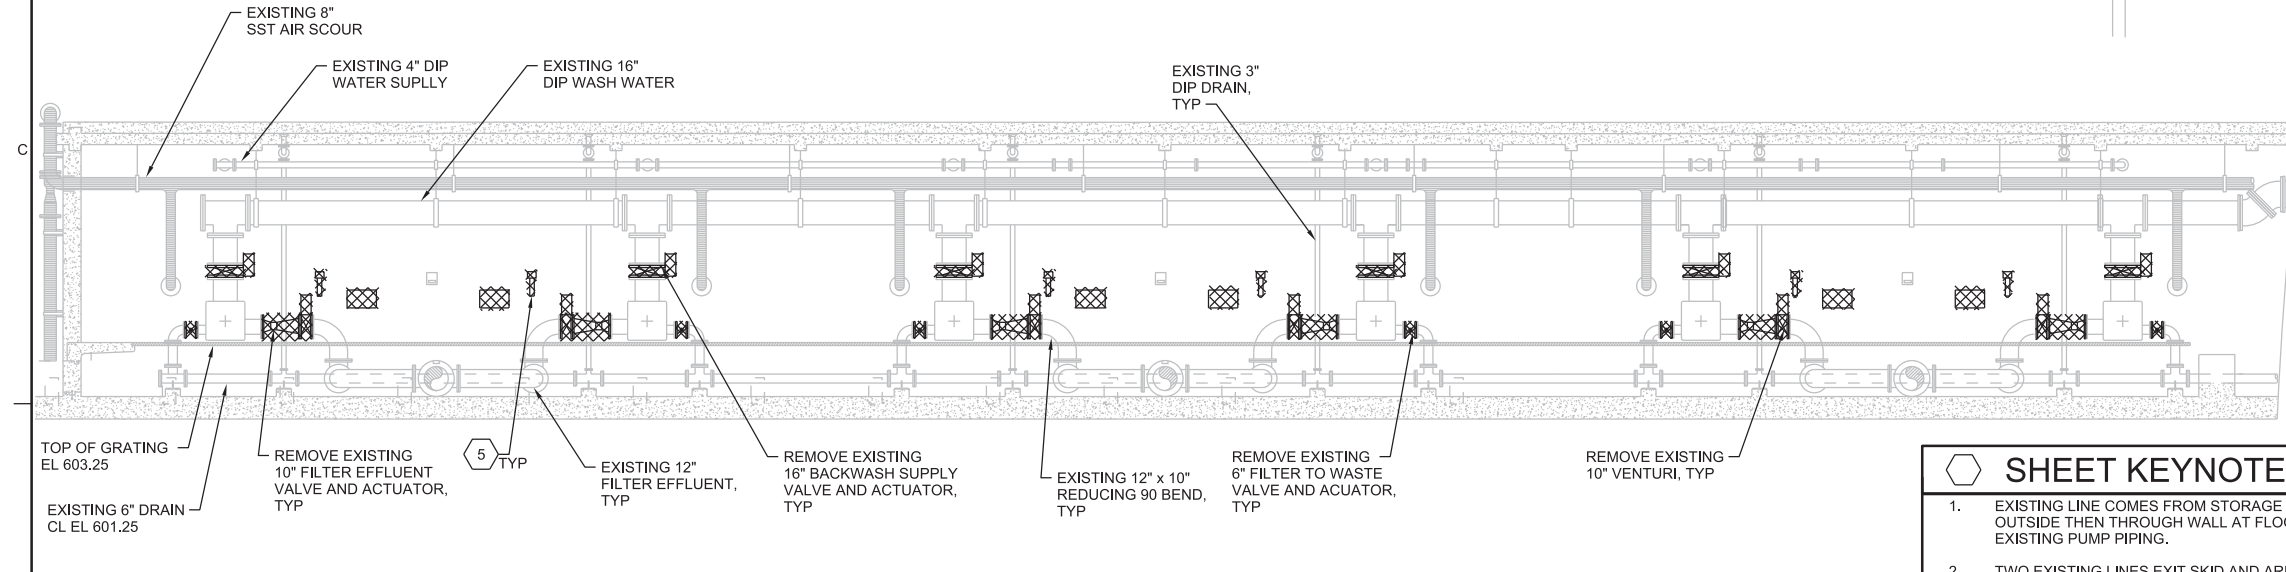 EXISTING 8"
SST AIR SCOUR
EXISTING 4" DIP
WATER SUPLLY
EXISTING 16"
DIP WASH WATER
EXISTING 3"
DIP DRAIN,
TYP
C
TOP OF GRATING
EL 603.25
EXISTING 6" DRAIN
CL EL 601.25
REMOVE EXISTING
10" FILTER EFFLUENT
VALVE AND ACTUATOR,
TYP
5
TYP
EXISTING 12"
FILTER EFFLUENT,
TYP
REMOVE EXISTING
16" BACKWASH SUPPLY
VALVE AND ACTUATOR,
TYP
EXISTING 12" x 10"
REDUCING 90 BEND,
TYP
REMOVE EXISTING
6" FILTER TO WASTE
VALVE AND ACUATOR,
TYP
REMOVE EXISTING
10" VENTURI, TYP
SHEET KEYNOTE
1. EXISTING LINE COMES FROM STORAGE
OUTSIDE THEN THROUGH WALL AT FLO
EXISTING PUMP PIPING.
2. TWO EXISTING LINES EXIT SKID AND